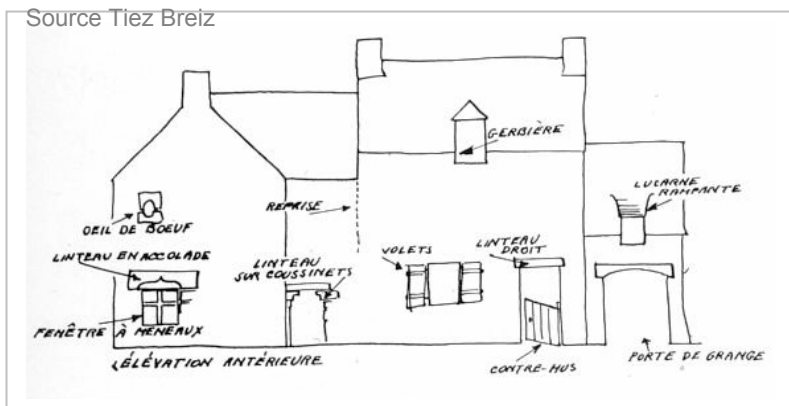 Source Tiez Breiz
GERBIÈRE
LUCARNE
RAMPANTE
REPRISE
OEIL DE BOEUF
LINTEAU EN ACCOLADE
LINTEAU
SUR COUSSINETS
VOLETS
LINTEAU
DROIT
FENÊTRE À MENEAUX
ÉLÉVATION ANTÉRIEURE
CONTRE-HUS
PORTE DE GRANGE